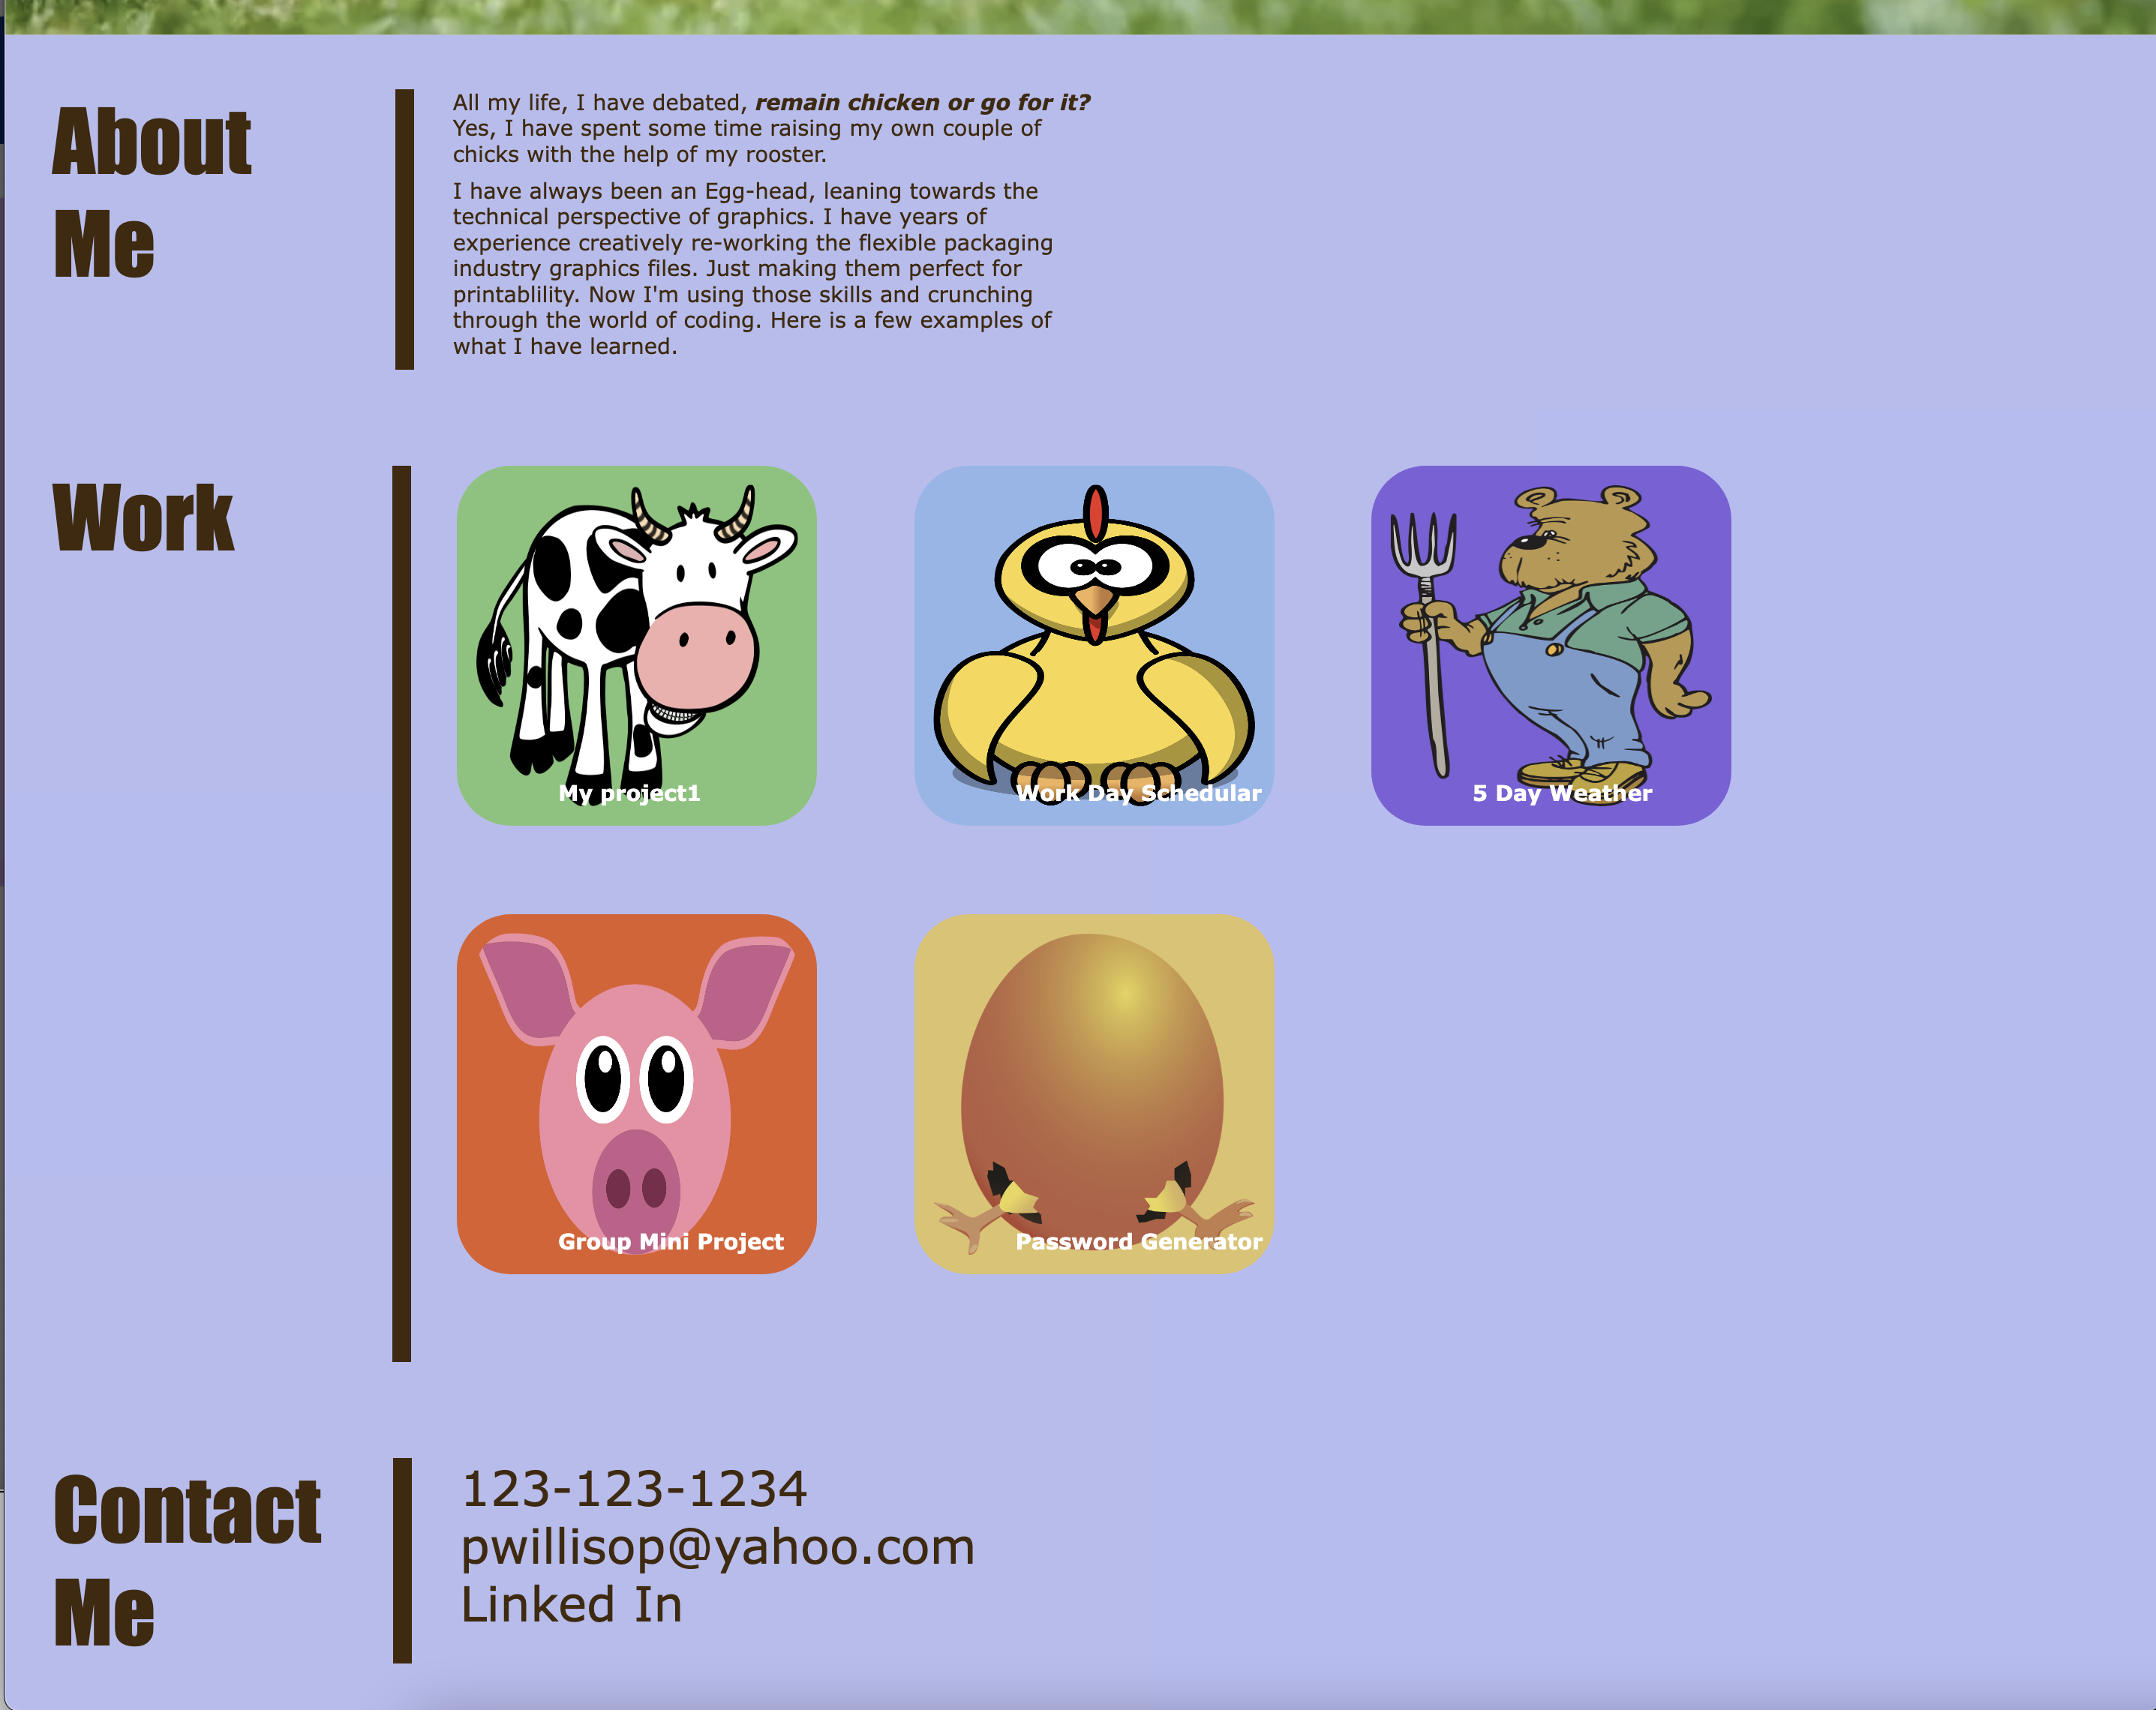 About
Me
All my life, I have debated, remain chicken or go for it?
Yes, I have spent some time raising my own couple of
chicks with the help of my rooster.
I have always been an Egg-head, leaning towards the
technical perspective of graphics. I have years of
experience creatively re-working the flexible packaging
industry graphics files. Just making them perfect for
printablility. Now I'm using those skills and crunching
through the world of coding. Here is a few examples of
what I have learned.
Work
My project1
Work Day Schedular
5 Day Weather
Group Mini Project
Password Generator
Contact
Me
123-123-1234
pwillisop@yahoo.com
Linked In